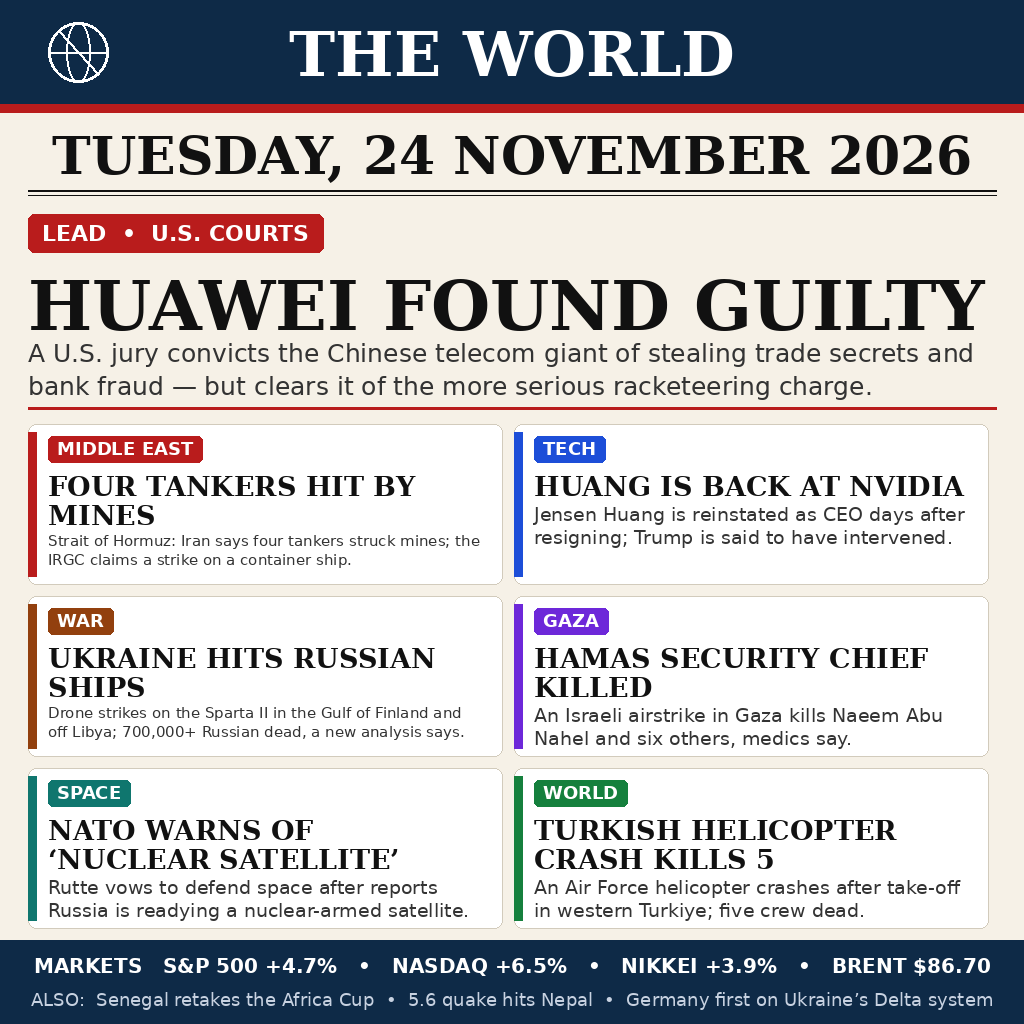 THE WORLD
TUESDAY, 24 NOVEMBER 2026
LEAD • U.S. COURTS
HUAWEI FOUND GUILTY
A U.S. jury convicts the Chinese telecom giant of stealing trade secrets and
bank fraud — but clears it of the more serious racketeering charge.
MIDDLE EAST
FOUR TANKERS HIT BY
MINES
Strait of Hormuz: Iran says four tankers struck mines; the
IRGC claims a strike on a container ship.
TECH
HUANG IS BACK AT NVIDIA
Jensen Huang is reinstated as CEO days after
resigning; Trump is said to have intervened.
WAR
UKRAINE HITS RUSSIAN
SHIPS
Drone strikes on the Sparta II in the Gulf of Finland and
off Libya; 700,000+ Russian dead, a new analysis says.
GAZA
HAMAS SECURITY CHIEF
KILLED
An Israeli airstrike in Gaza kills Naeem Abu
Nahel and six others, medics say.
SPACE
NATO WARNS OF
‘NUCLEAR SATELLITE’
Rutte vows to defend space after reports
Russia is readying a nuclear-armed satellite.
WORLD
TURKISH HELICOPTER
CRASH KILLS 5
An Air Force helicopter crashes after take-off
in western Turkiye; five crew dead.
MARKETS S&P 500 +4.7% • NASDAQ +6.5% • NIKKEI +3.9% • BRENT $86.70
ALSO: Senegal retakes the Africa Cup • 5.6 quake hits Nepal • Germany first on Ukraine’s Delta system